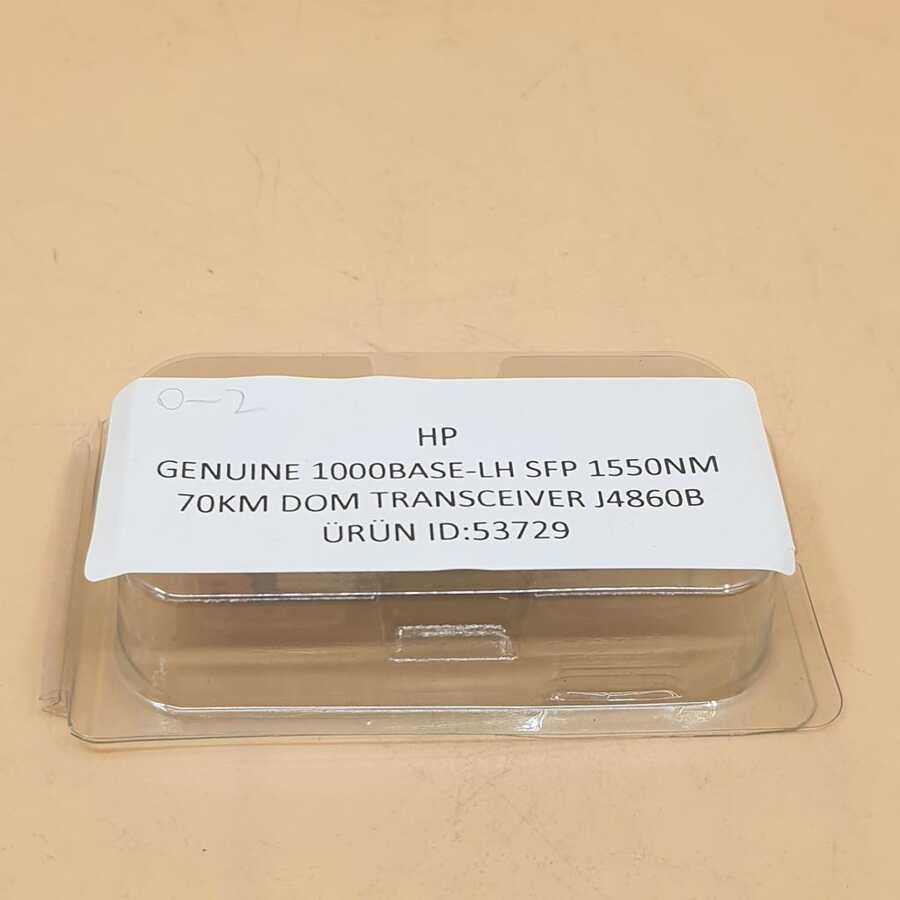 0-2
HP
GENUINE 1000BASE-LH SFP 1550NM
70KM DOM TRANSCEIVER J4860B
ÜRÜN ID:53729